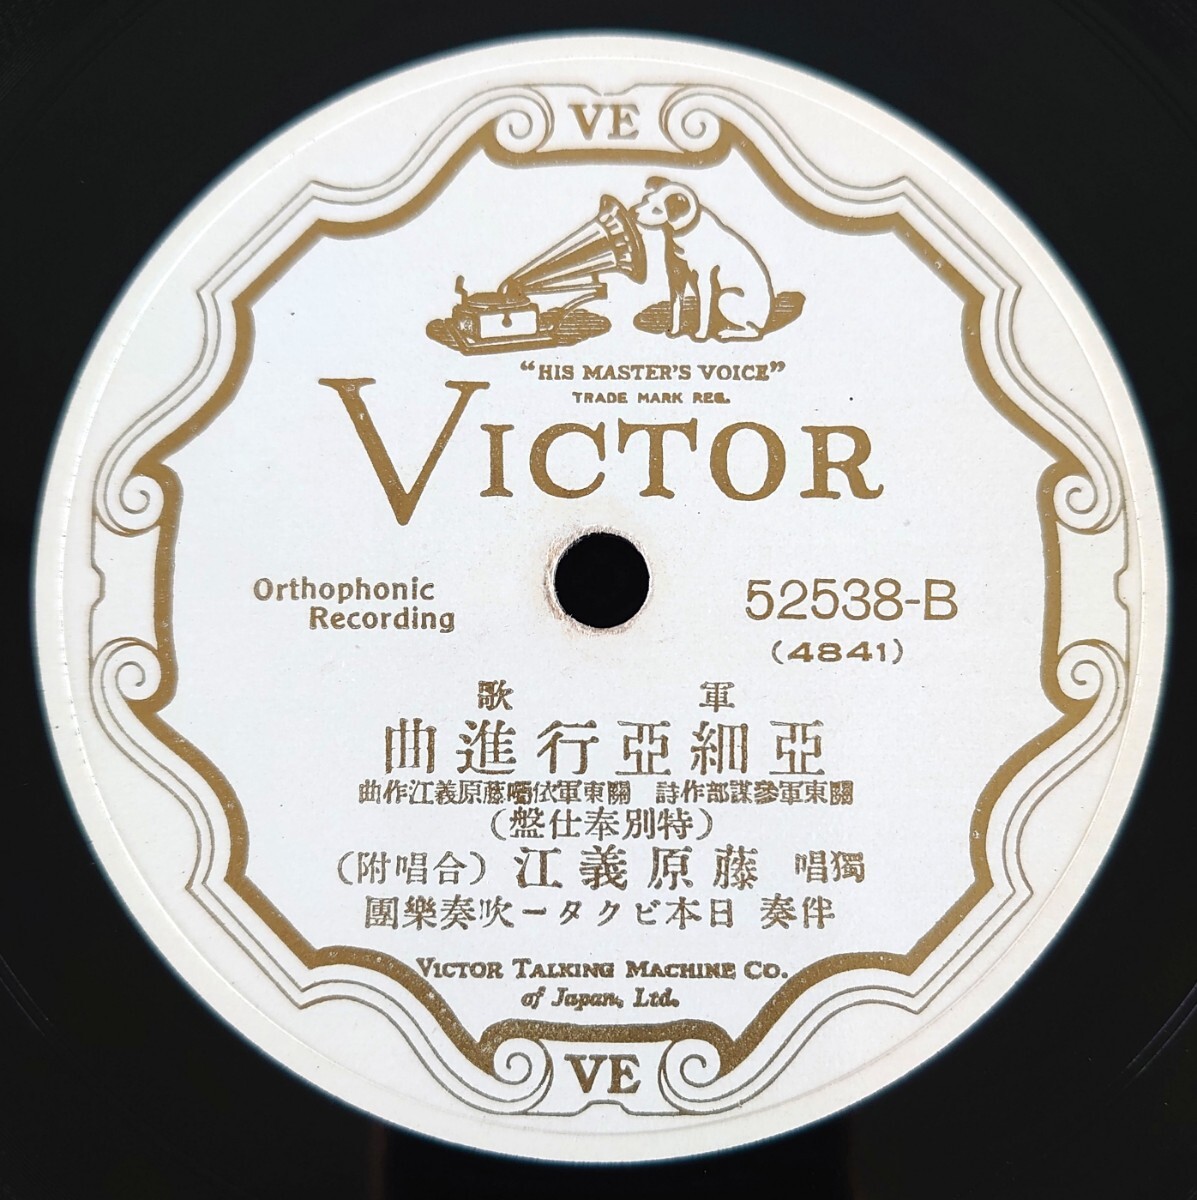 VE
"HIS MASTER'S VOICE"
TRADE MARK REG.
VICTOR
Orthophonic
Recording
52538-B
(4841)
軍歌
亞細亞行進曲
關東軍參謀部作詩 關東軍依囑藤原義江作曲
(特別奉仕盤)
獨唱 藤原義江(合唱附)
伴奏 日本ビクター吹奏樂團
VICTOR TALKING MACHINE CO.
of Japan, Ltd.
VE